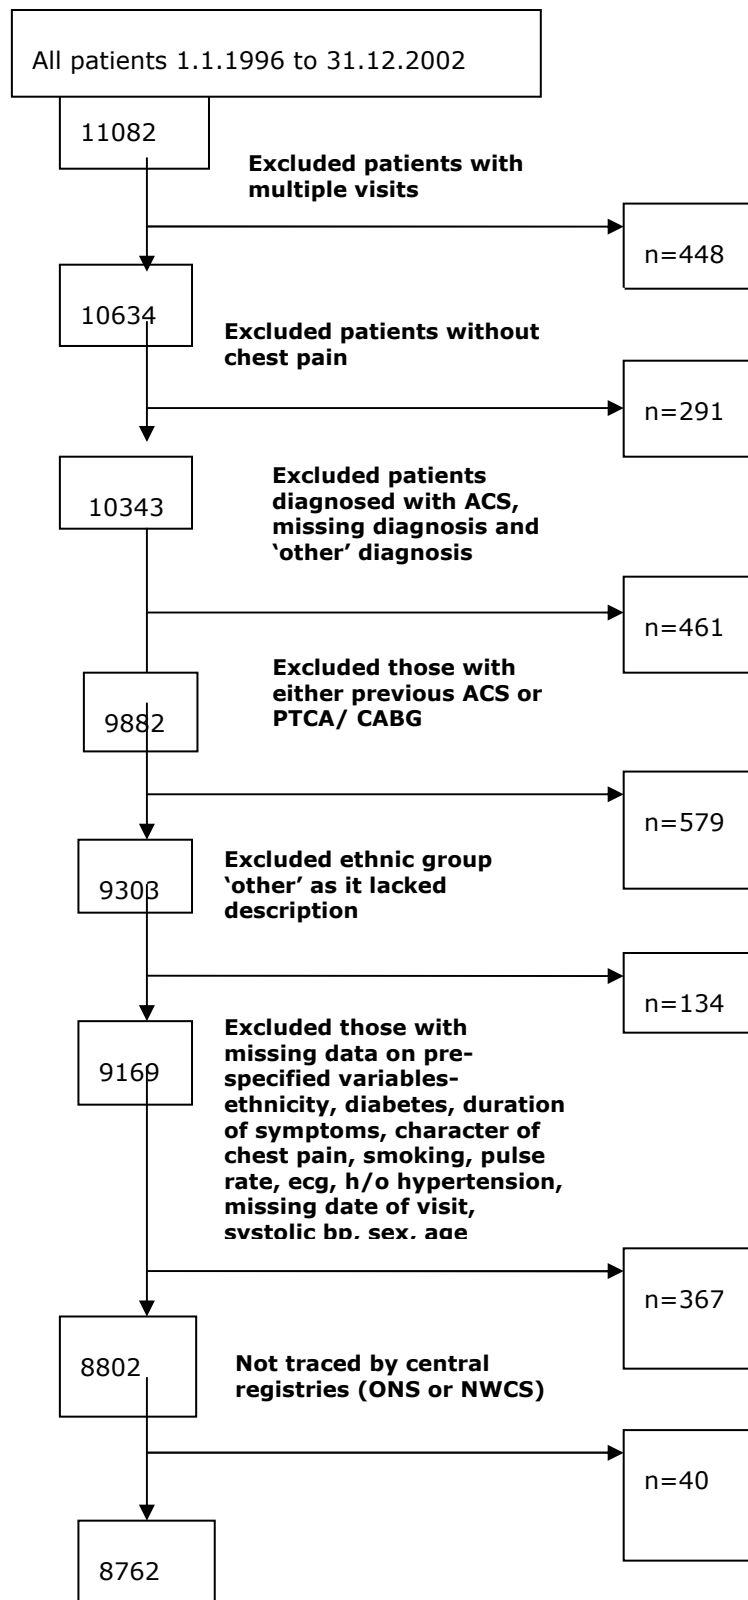 All patients 1.1.1996 to 31.12.2002
11082
Excluded patients with
multiple visits
n=448
10634
Excluded patients without
chest pain
n=291
10343
Excluded patients
diagnosed with ACS,
missing diagnosis and
‘other’ diagnosis
n=461
9882
Excluded those with
either previous ACS or
PTCA/ CABG
n=579
9303
Excluded ethnic group
‘other’ as it lacked
description
n=134
9169
Excluded those with
missing data on pre-
specified variables-
ethnicity, diabetes, duration
of symptoms, character of
chest pain, smoking, pulse
rate, ecg, h/o hypertension,
missing date of visit,
systolic bp, sex, age
n=367
8802
Not traced by central
registries (ONS or NWCS)
n=40
8762